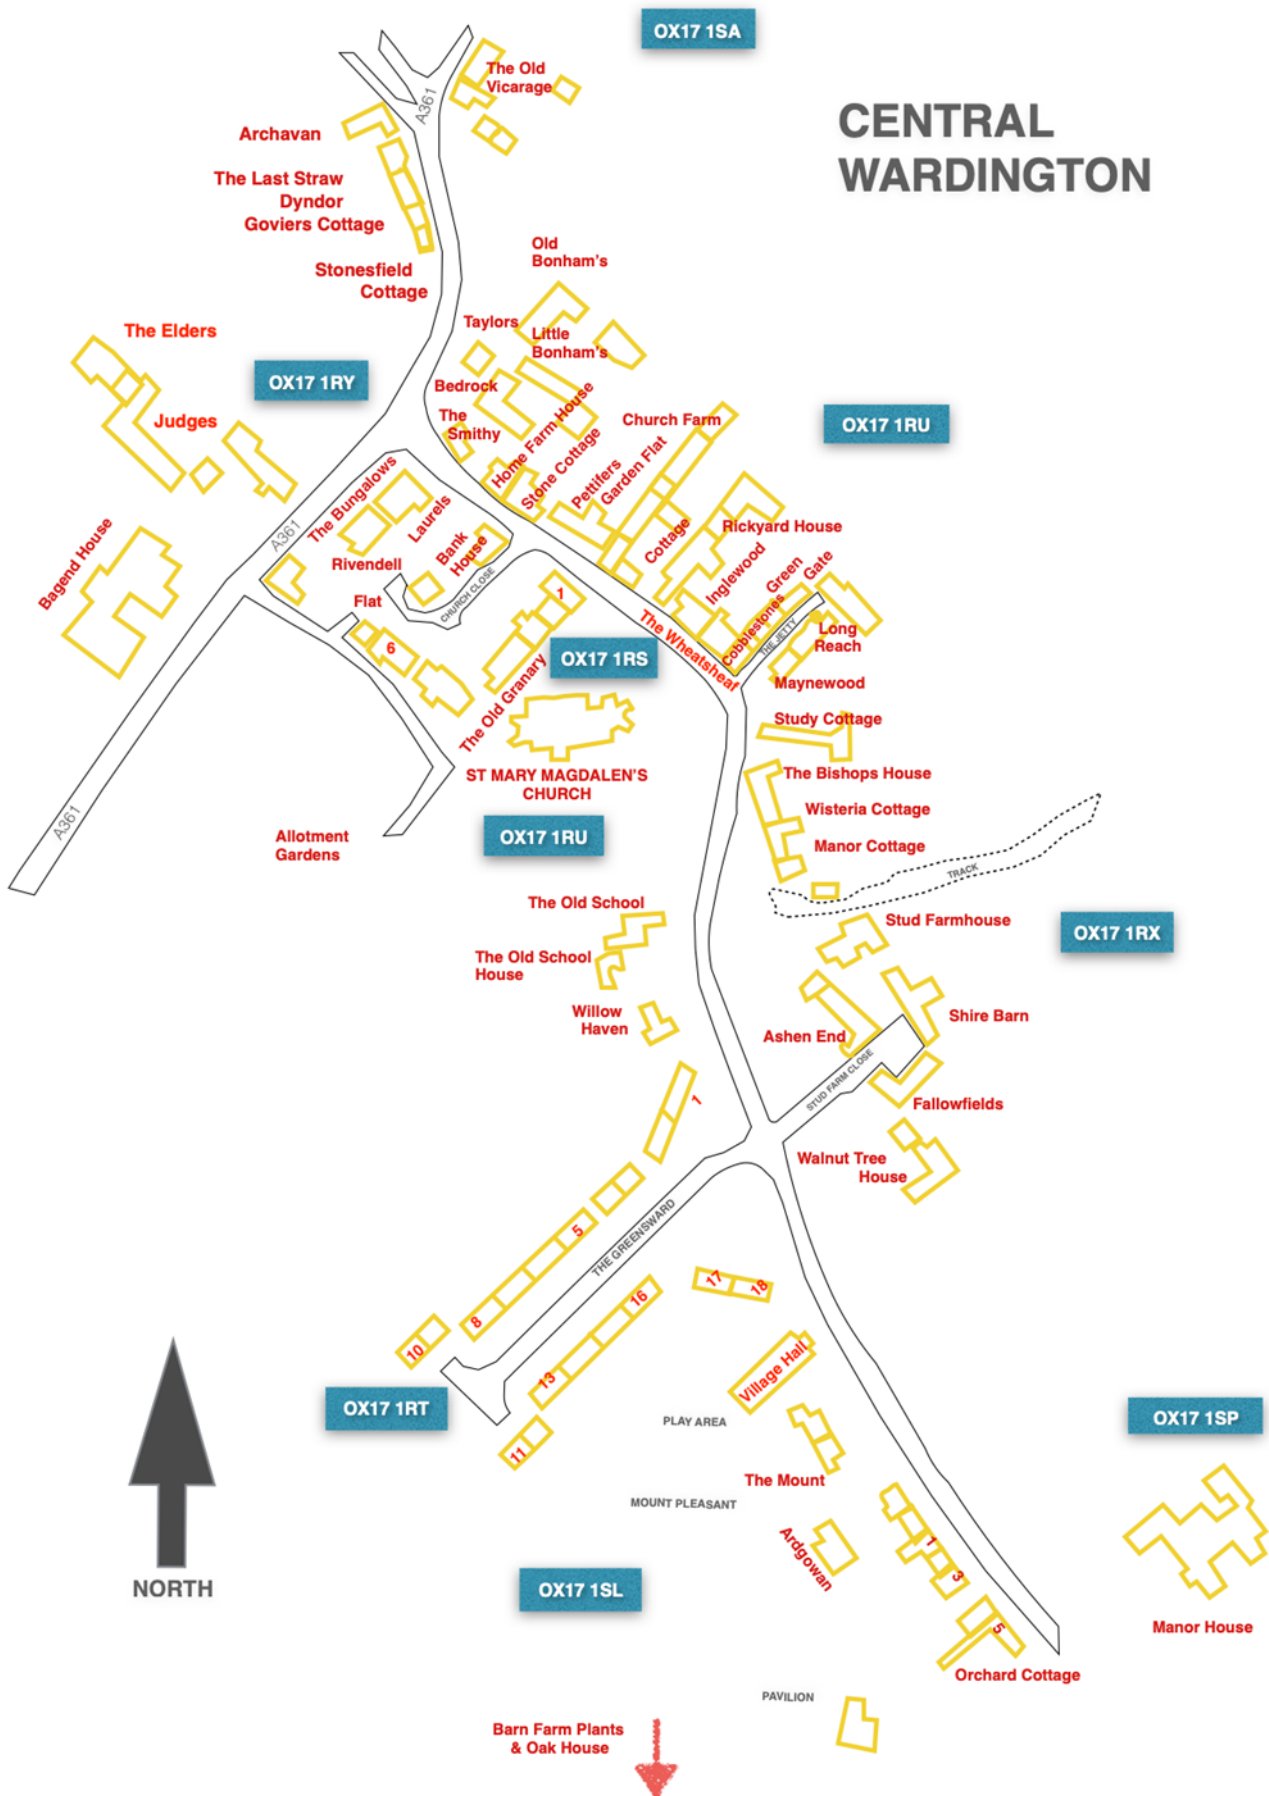 OX17 1SA
CENTRAL
WARDINGTON
The Old
Vicarage
A361
Archavan
The Last Straw
Dyndor
Goviers Cottage
Stonesfield
Cottage
Old
Bonham's
Taylors
Little
Bonham's
The Elders
OX17 1RY
Bedrock
The
Smithy
Judges
Home Farm House
Stone Cottage
Church Farm
OX17 1RU
Pettifers
Garden Flat
The Bungalows
Laurels
A361
Bank
House
Cottage
Rickyard House
Bagend House
Rivendell
CHURCH CLOSE
Inglewood
Green
Gate
Flat
1
6
Cobblestones
THE JETTY
Long
Reach
The Wheatsheaf
OX17 1RS
The Old Granary
Maynewood
Study Cottage
ST MARY MAGDALEN'S
CHURCH
The Bishops House
A361
Wisteria Cottage
Allotment
Gardens
OX17 1RU
Manor Cottage
TRACK
The Old School
Stud Farmhouse
OX17 1RX
The Old School
House
Willow
Haven
Shire Barn
Ashen End
STUD FARM CLOSE
1
Fallowfields
Walnut Tree
House
5
THE GREENSWARD
17
18
16
8
10
13
Village Hall
OX17 1RT
PLAY AREA
OX17 1SP
11
The Mount
MOUNT PLEASANT
Ardgowan
1
3
NORTH
OX17 1SL
5
Manor House
Orchard Cottage
PAVILION
Barn Farm Plants
& Oak House